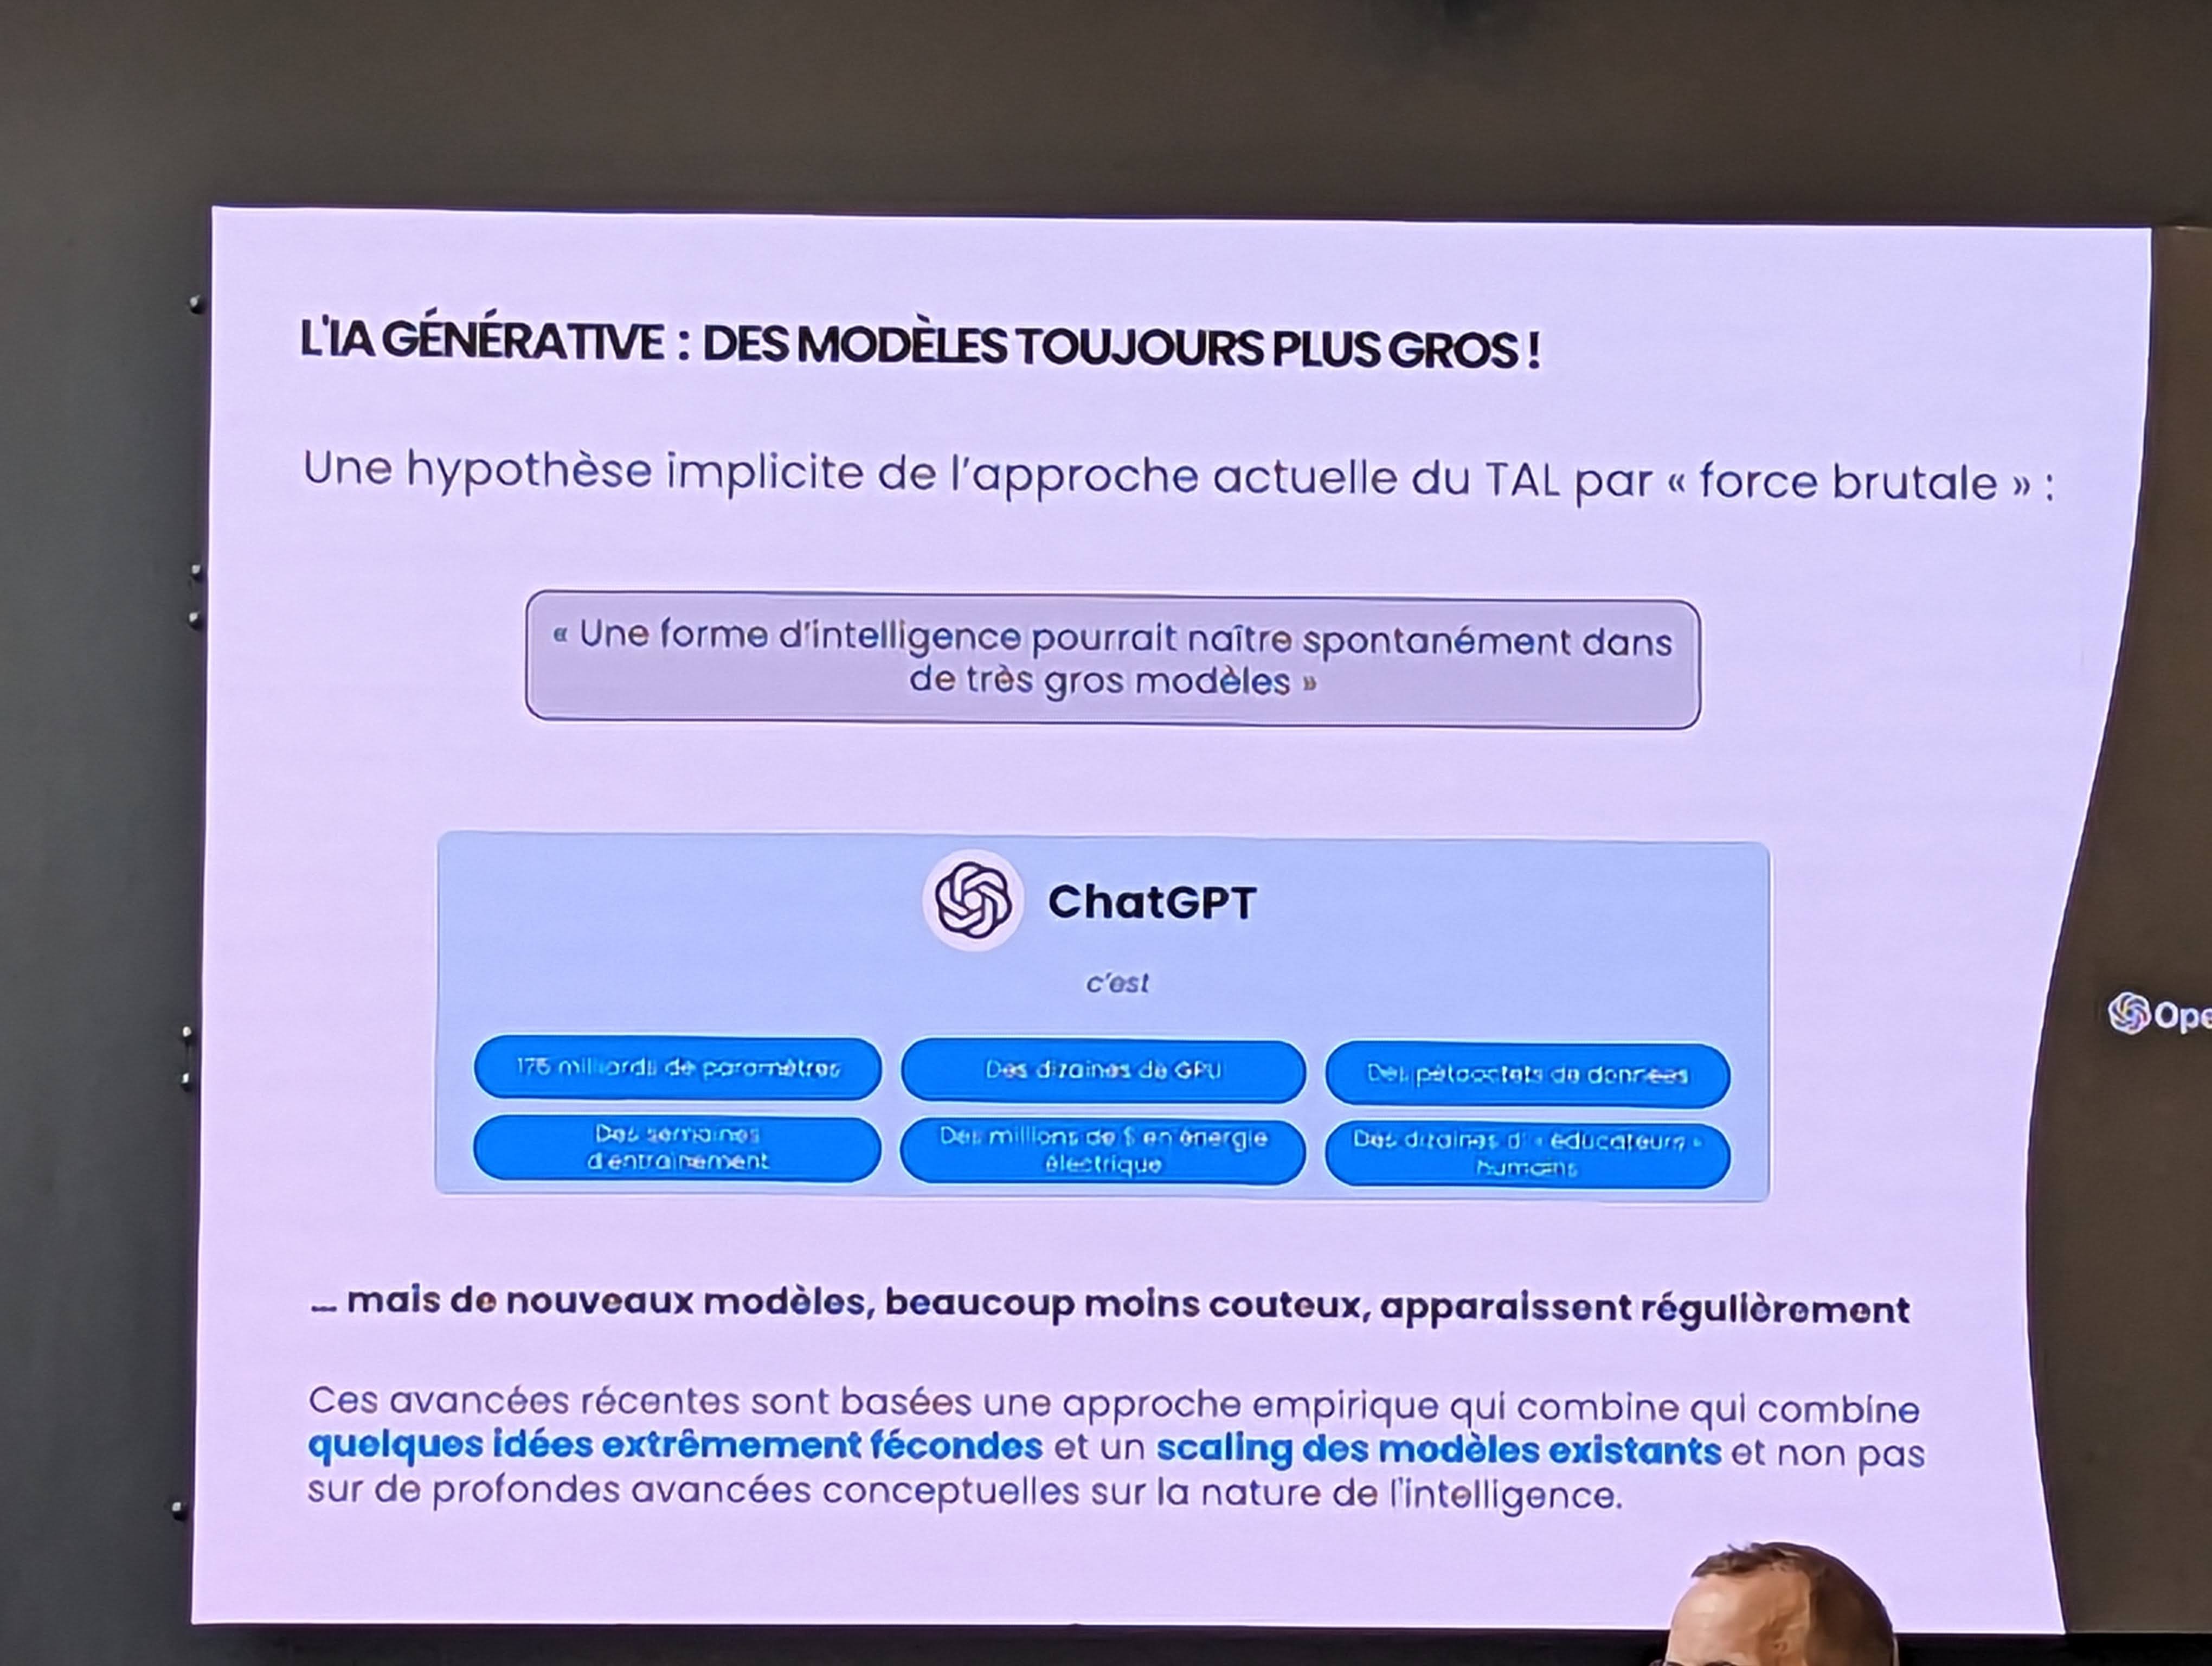 L'IA GÉNÉRATIVE : DES MODÈLES TOUJOURS PLUS GROS !
Une hypothèse implicite de l'approche actuelle du TAL par « force brutale » :
« Une forme d'intelligence pourrait naître spontanément dans
de très gros modèles »
ChatGPT
c'est
175 milliards de paramètres
Des dizaines de GPU
Des pétaoctets de données
Des semaines
d'entrainement
Des millions de $ en énergie
électrique
Des dizaines d' « éducateurs »
humains
Ope
... mais de nouveaux modèles, beaucoup moins couteux, apparaissent régulièrement
Ces avancées récentes sont basées une approche empirique qui combine qui combine
quelques idées extrêmement fécondes et un scaling des modèles existants et non pas
sur de profondes avancées conceptuelles sur la nature de l'intelligence.